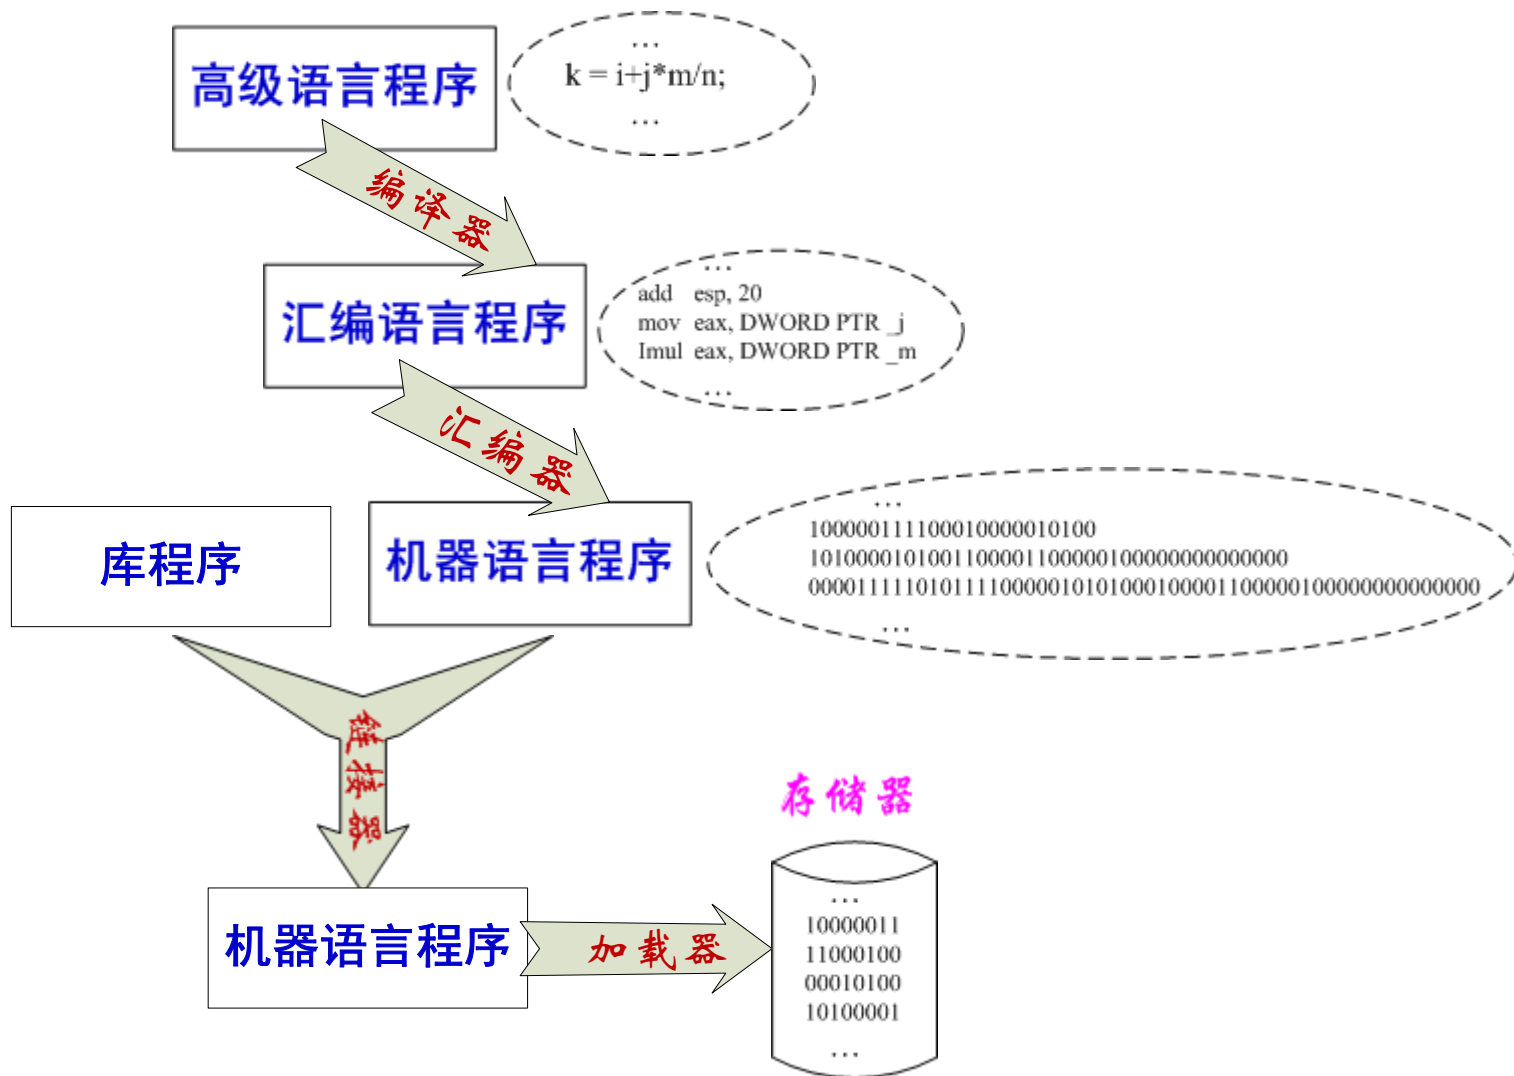 高级语言程序
...
k = i+j*m/n;
...
编译器
汇编语言程序
...
add esp, 20
mov eax, DWORD PTR _j
Imul eax, DWORD PTR _m
...
汇编器
库程序
机器语言程序
...
100000111100010000010100
1010000101001100001100000100000000000000
00001111101011110000010101000100001100000100000000000000
...
链接器
存储器
机器语言程序
加载器
...
10000011
11000100
00010100
10100001
...